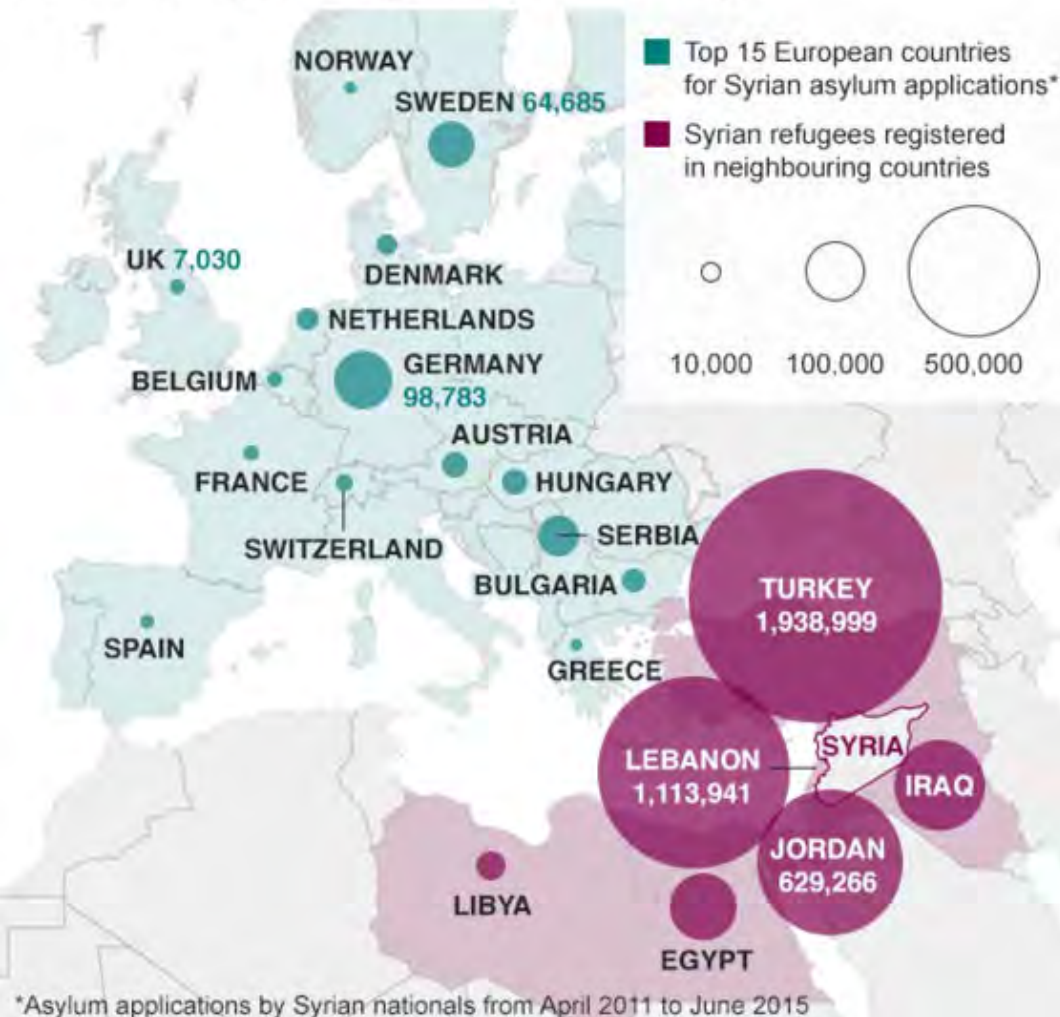 Top 15 European countries
for Syrian asylum applications*
Syrian refugees registered
in neighbouring countries
10,000 100,000 500,000
NORWAY
SWEDEN 64,685
UK 7,030
DENMARK
NETHERLANDS
GERMANY
98,783
BELGIUM
AUSTRIA
FRANCE
HUNGARY
SWITZERLAND
SERBIA
BULGARIA
SPAIN
GREECE
TURKEY
1,938,999
SYRIA
LEBANON
1,113,941
IRAQ
JORDAN
629,266
LIBYA
EGYPT
*Asylum applications by Syrian nationals from April 2011 to June 2015